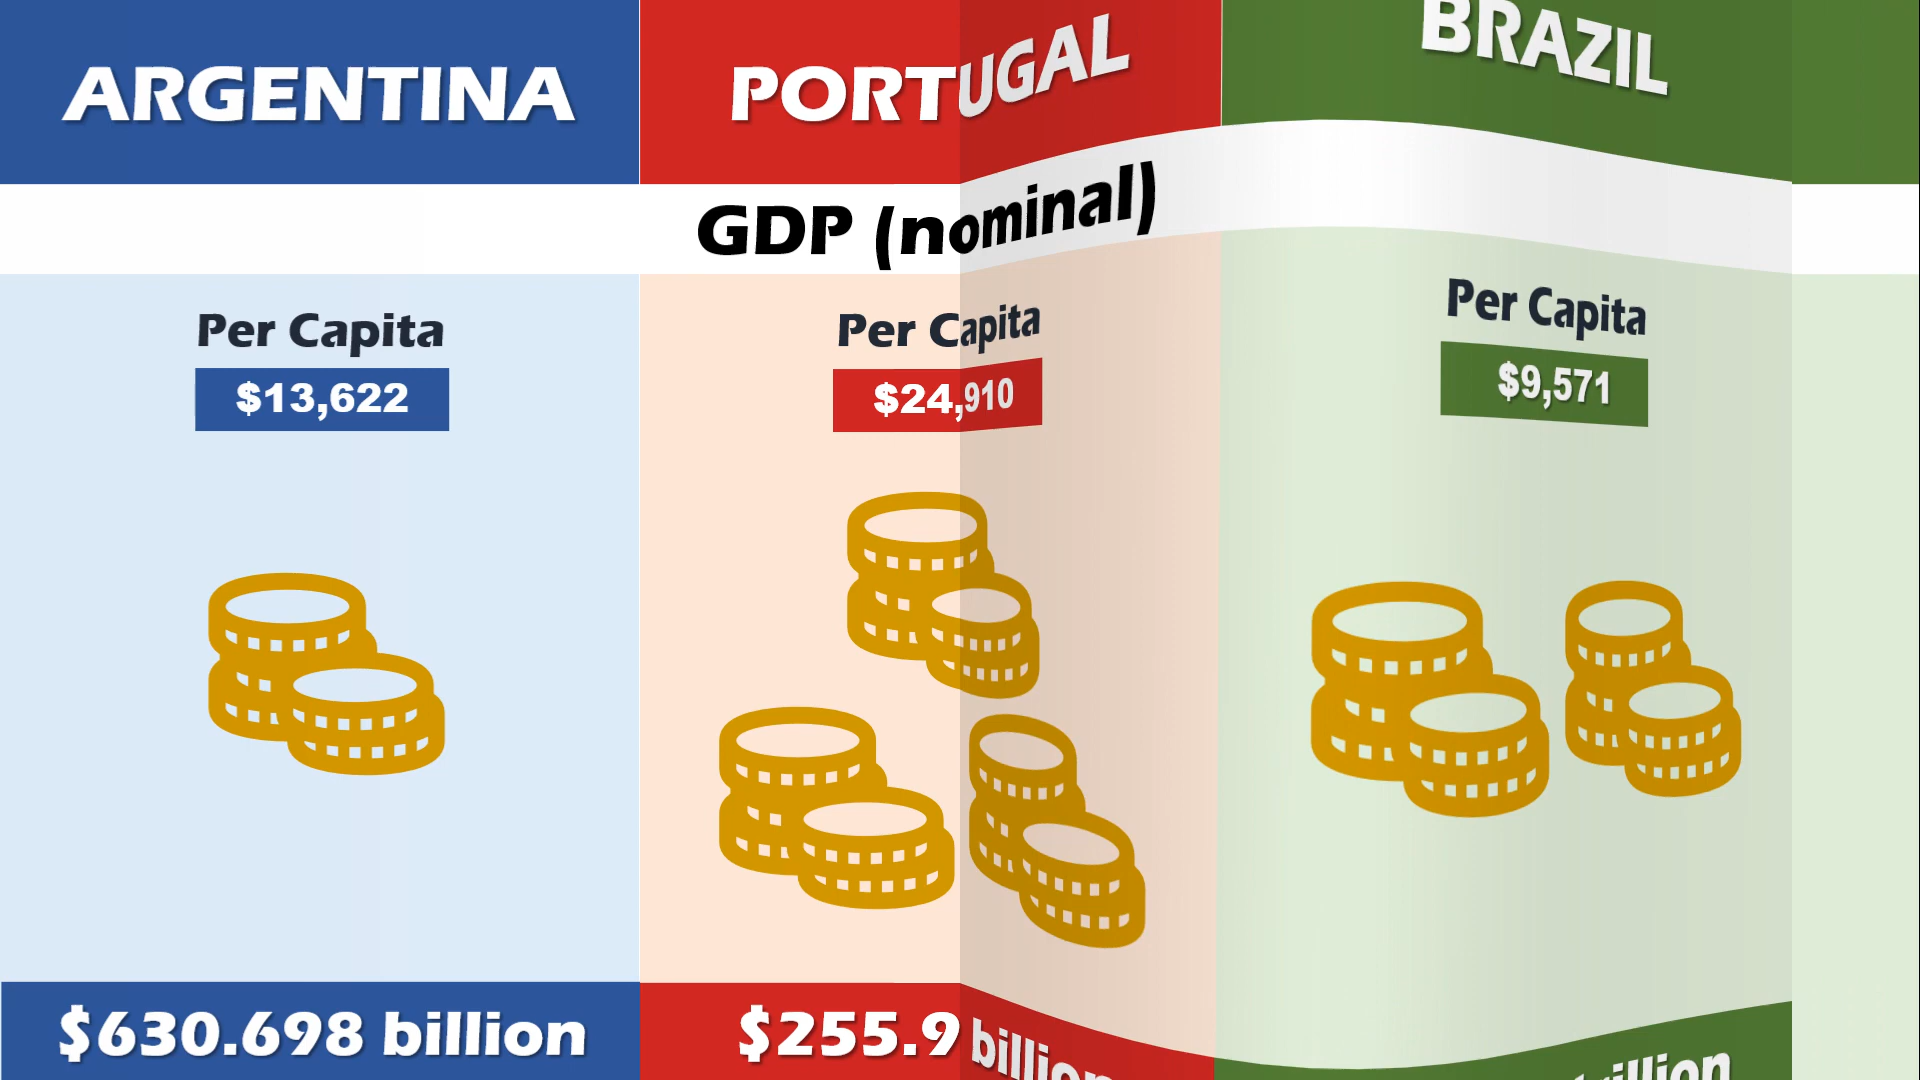 ARGENTINA
PORTUGAL
BRAZIL
GDP (nominal)
Per Capita
$13,622
Per Capita
$24,910
Per Capita
$9,571
$630.698 billion
$255.9 billion